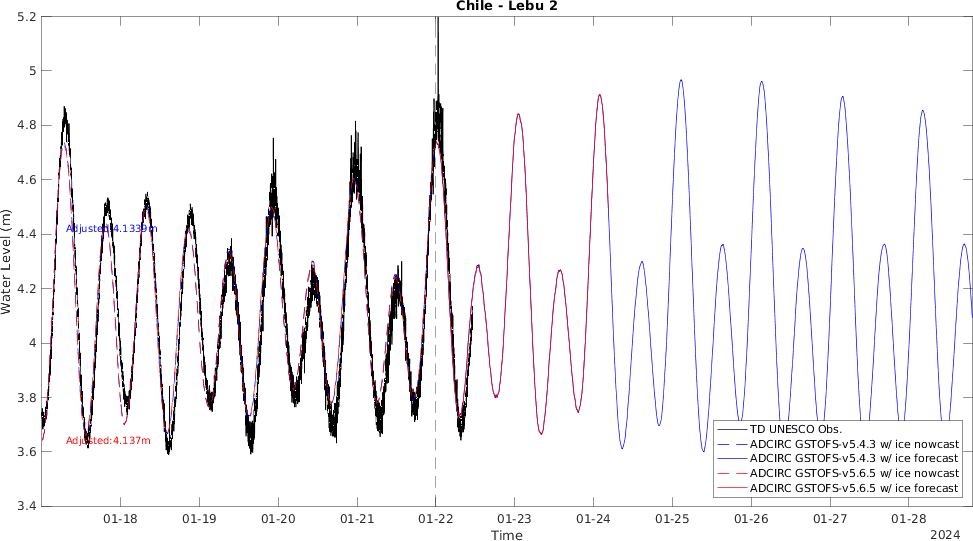 Chile - Lebu 2
5.2
5
4.8
4.6
4.4
4.2
4
3.8
3.6
3.4
Water Level (m)
Adjusted:4.1339m
Adjusted:4.137m
TD UNESCO Obs.
ADCIRC GSTOFS-v5.4.3 w/ ice nowcast
ADCIRC GSTOFS-v5.4.3 w/ ice forecast
ADCIRC GSTOFS-v5.6.5 w/ ice nowcast
ADCIRC GSTOFS-v5.6.5 w/ ice forecast
01-18 01-19 01-20 01-21 01-22 01-23 01-24 01-25 01-26 01-27 01-28
Time
2024